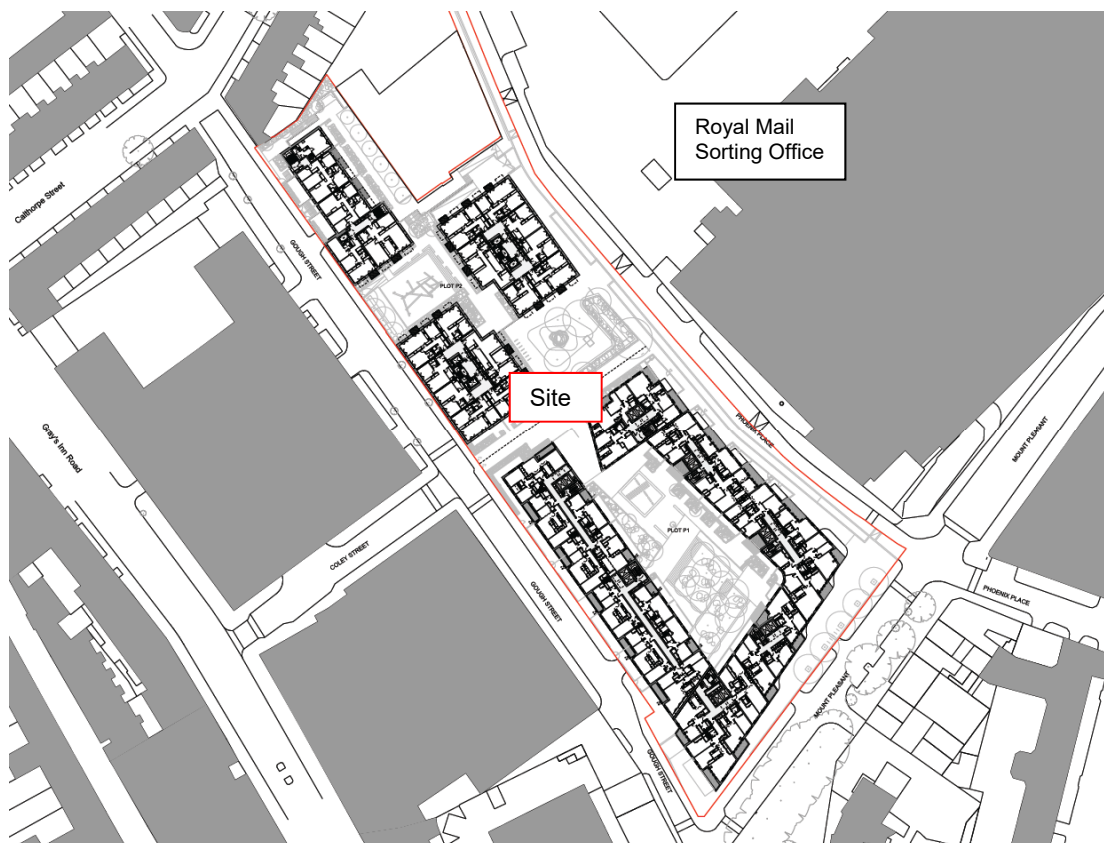 Royal Mail
Sorting Office
Calthorpe Street
GOUGH STREET
PLOT P2
Site
PHOENIX PLACE
MOUNT PLEASANT
Gray's Inn Road
PLOT P1
COLEY STREET
GOUGH STREET
PHOENIX PLACE
MOUNT PLEASANT
GOUGH STREET